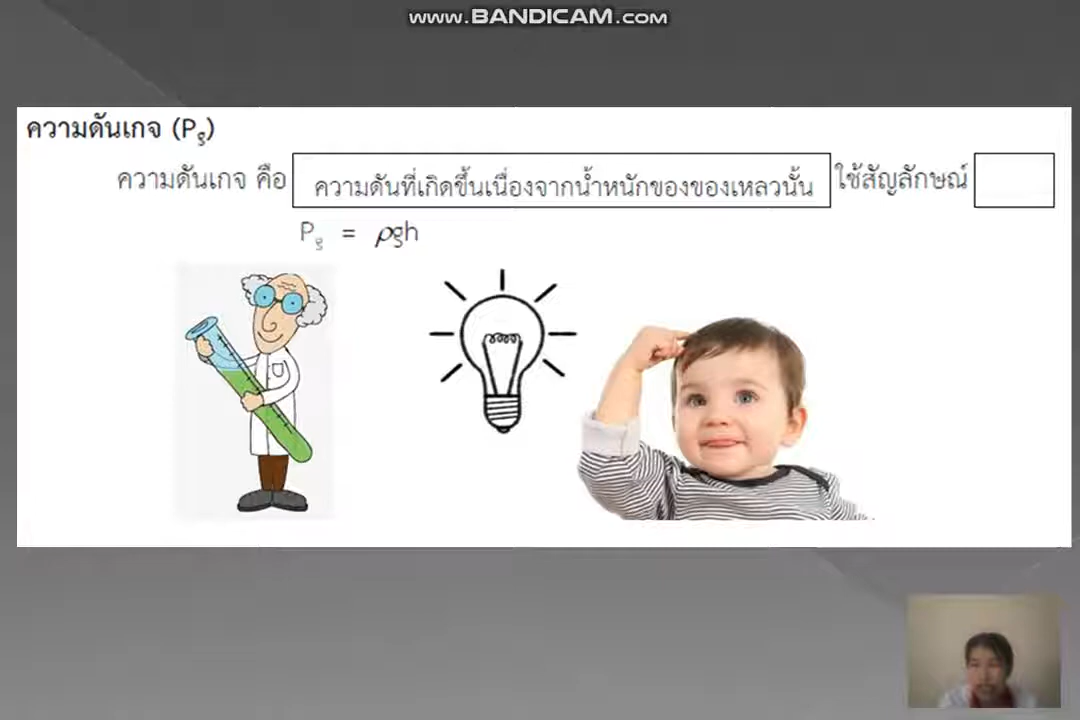 www.BANDICAM.com
ความดันเกจ (Pg)
ความดันเกจ คือ ความดันที่เกิดขึ้นเนื่องจากน้ำหนักของของเหลวนั้น ใช้สัญลักษณ์
Pg = ρgh